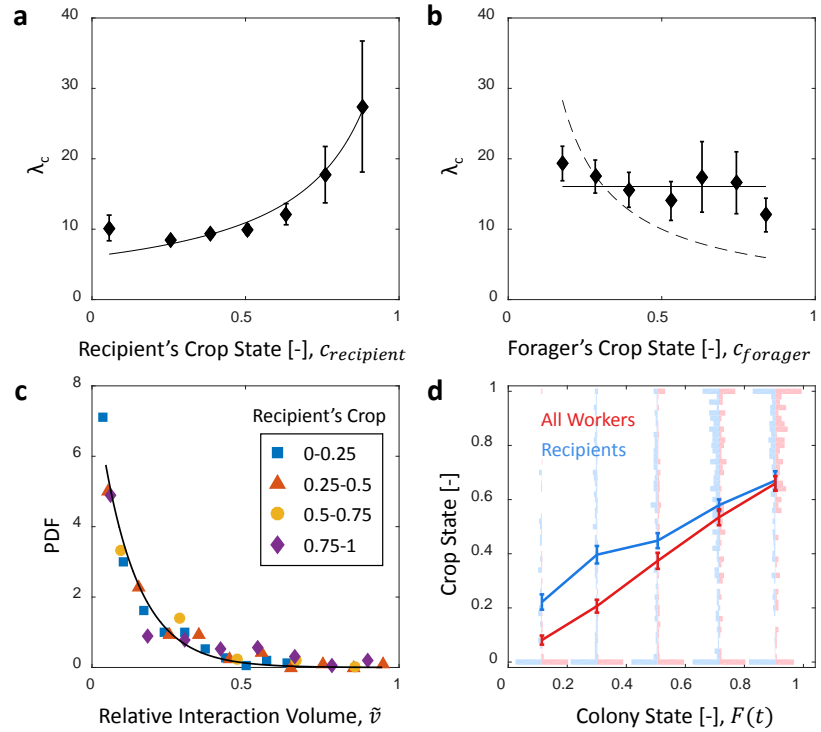 a
40
30
20
10
0
λc
0
0.5
1
Recipient's Crop State [-], c_recipient
b
40
30
20
10
0
λc
0
0.5
1
Forager's Crop State [-], c_forager
c
8
6
4
2
0
PDF
Recipient's Crop
0-0.25
0.25-0.5
0.5-0.75
0.75-1
0
0.5
1
Relative Interaction Volume, ṽ
d
1
0.8
0.6
0.4
0.2
0
Crop State [-]
All Workers
Recipients
0
0.2
0.4
0.6
0.8
1
Colony State [-], F(t)